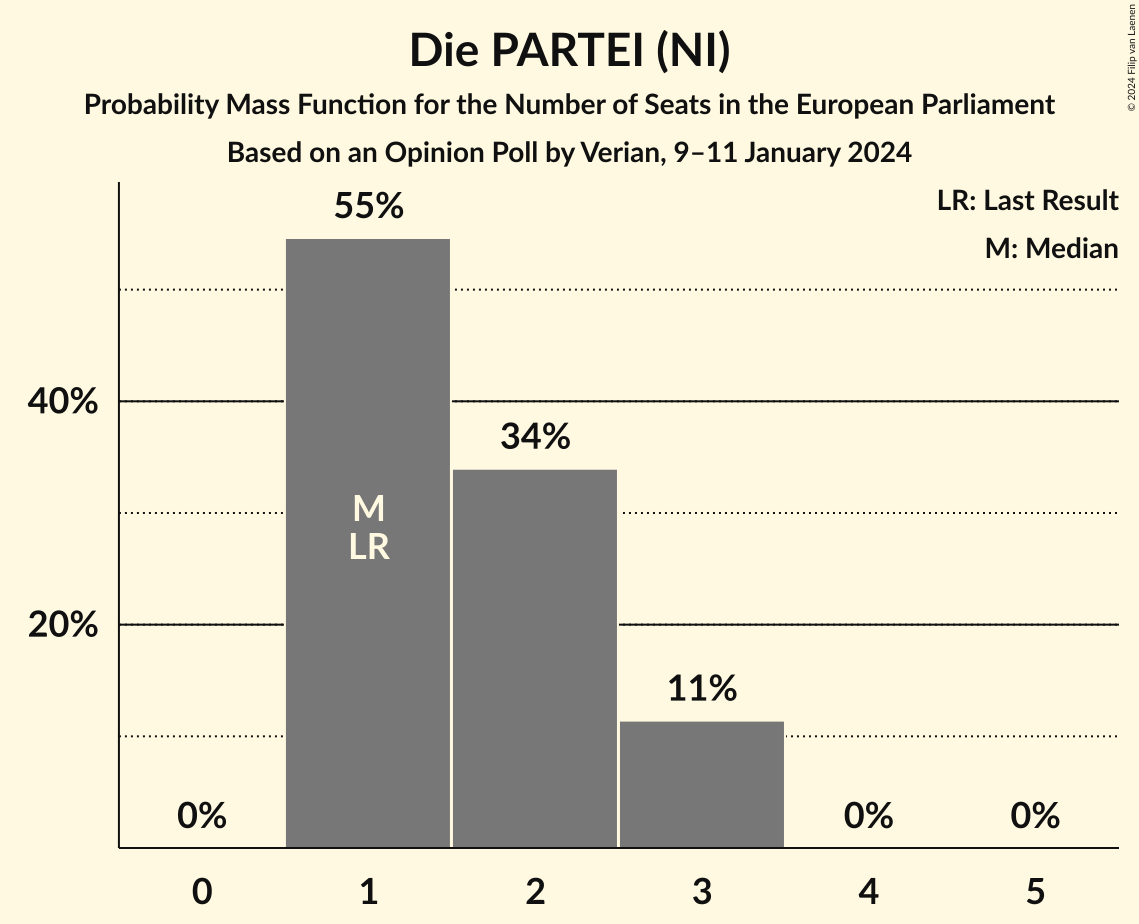 © 2024 Filip van Laenen
Die PARTEI (NI)
Probability Mass Function for the Number of Seats in the European Parliament
Based on an Opinion Poll by Verian, 9–11 January 2024
LR: Last Result
M: Median
55%
40%
34%
M
LR
20%
11%
0%
0%
0%
0
1
2
3
4
5